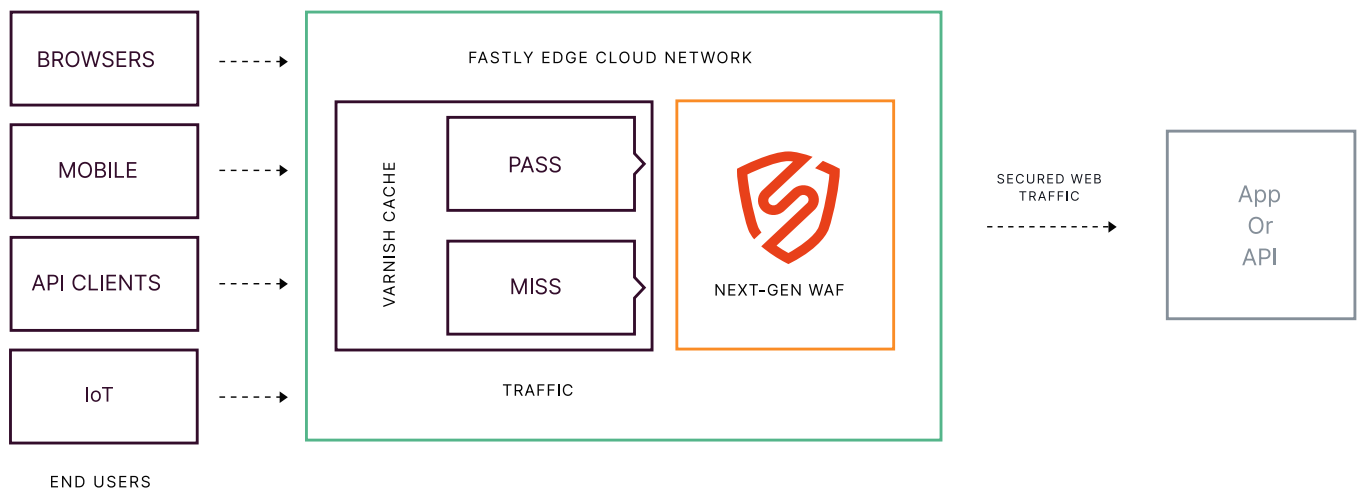 BROWSERS
MOBILE
API CLIENTS
IoT
END USERS
FASTLY EDGE CLOUD NETWORK
VARNISH CACHE
PASS
MISS
NEXT-GEN WAF
TRAFFIC
SECURED WEB
TRAFFIC
App
Or
API